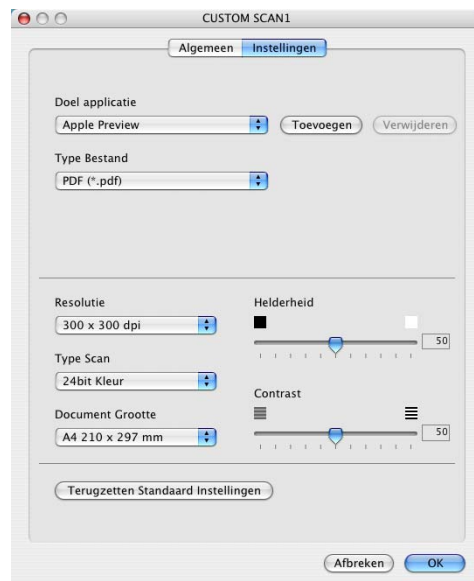 CUSTOM SCAN1
Algemeen Instellingen
Doel applicatie
Apple Preview Toevoegen Verwijderen
Type Bestand
PDF (*.pdf)
Resolutie
300 x 300 dpi
Type Scan
24bit Kleur
Document Grootte
A4 210 x 297 mm
Helderheid
50
Contrast
50
Terugzetten Standaard Instellingen
Afbreken OK